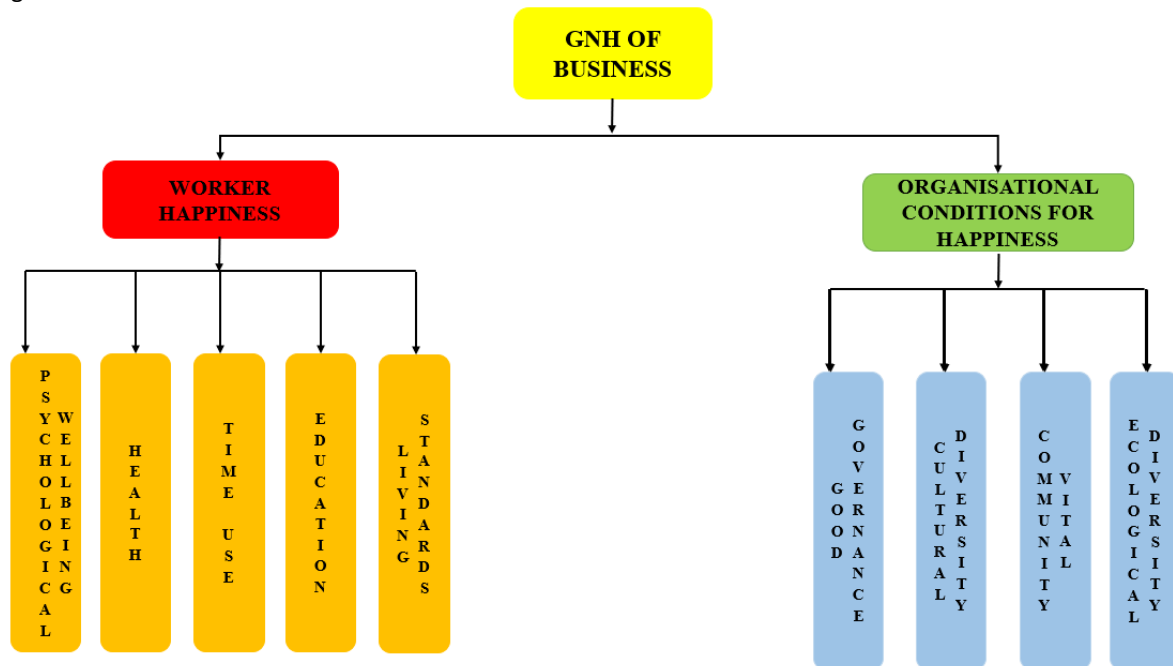 GNH OF
BUSINESS
WORKER
HAPPINESS
ORGANISATIONAL
CONDITIONS FOR
HAPPINESS
PSYCHOLOGICAL
WELLBEING
HEALTH
TIME USE
EDUCATION
LIVING
STANDARDS
GOOD
GOVERNANCE
CULTURAL
DIVERSITY
COMMUNITY
VITAL
ECOLOGICAL
DIVERSITY